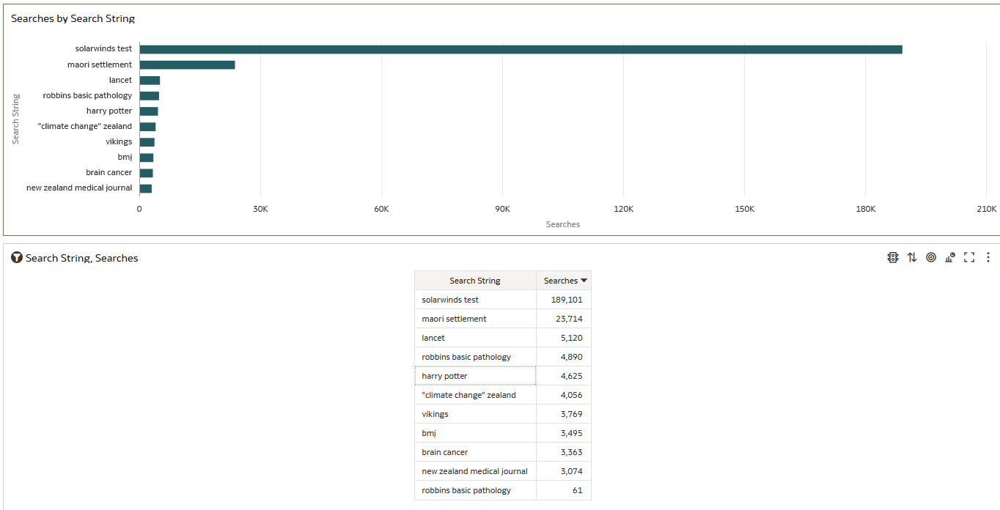 Searches by Search String
Search String
solarwinds test
maori settlement
lancet
robbins basic pathology
harry potter
"climate change" zealand
vikings
bmj
brain cancer
new zealand medical journal
0 30K 60K 90K 120K 150K 180K 210K
Searches
Search String, Searches
Search String Searches
solarwinds test 189,101
maori settlement 23,714
lancet 5,120
robbins basic pathology 4,890
harry potter 4,625
"climate change" zealand 4,056
vikings 3,769
bmj 3,495
brain cancer 3,363
new zealand medical journal 3,074
robbins basic pathology 61